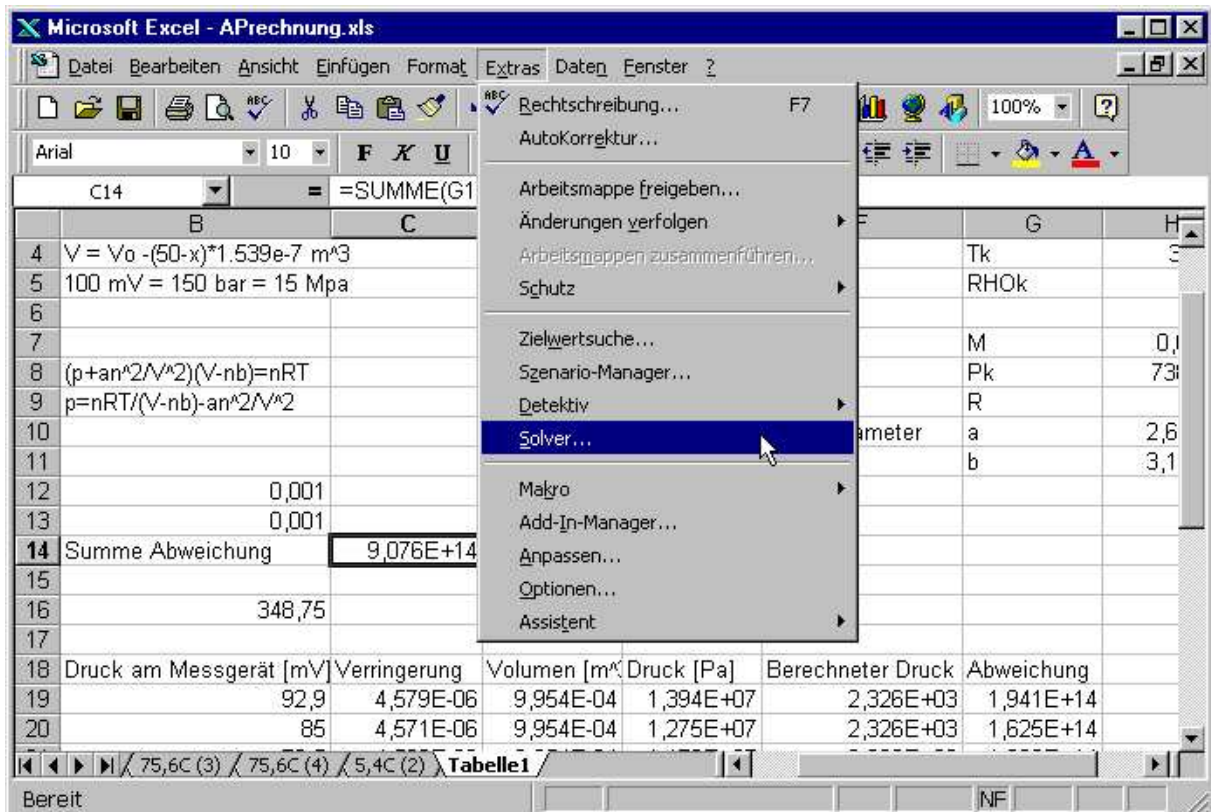 Microsoft Excel - APrechnung.xls
Datei Bearbeiten Ansicht Einfügen Format Extras Daten Fenster ?
100%
Arial 10 F K U
C14 = =SUMME(G1
B C G H
4 V = Vo -(50-x)*1.539e-7 m^3 Tk
5 100 mV = 150 bar = 15 Mpa RHOk
6
7 M
8 (p+an^2/V^2)(V-nb)=nRT Pk
9 p=nRT/(V-nb)-an^2/V^2 R
10 ameter a 2,6
11 b 3,1
12 0,001
13 0,001
14 Summe Abweichung 9,076E+14
15
16 348,75
17
18 Druck am Messgerät [mV] Verringerung Volumen [m^ Druck [Pa] Berechneter Druck Abweichung
19 92,9 4,579E-06 9,954E-04 1,394E+07 2,326E+03 1,941E+14
20 85 4,571E-06 9,954E-04 1,275E+07 2,326E+03 1,625E+14
Rechtschreibung... F7
AutoKorrektur...
Arbeitsmappe freigeben...
Änderungen verfolgen
Arbeitsmappen zusammenführen...
Schutz
Zielwertsuche...
Szenario-Manager...
Detektiv
Solver...
Makro
Add-In-Manager...
Anpassen...
Optionen...
Assistent
75,6C (3) 75,6C (4) 5,4C (2) Tabelle1
Bereit NF